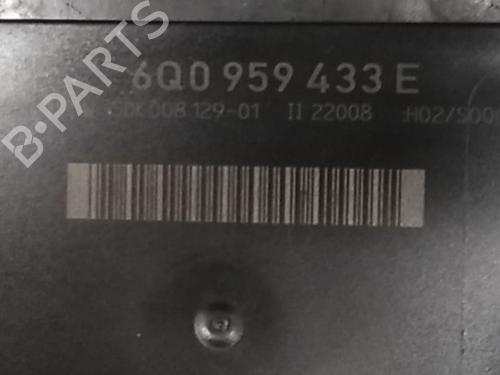 B-PARTS
6Q0 959 433 E
5DK 008 129-01 II 22008 :H02/S00